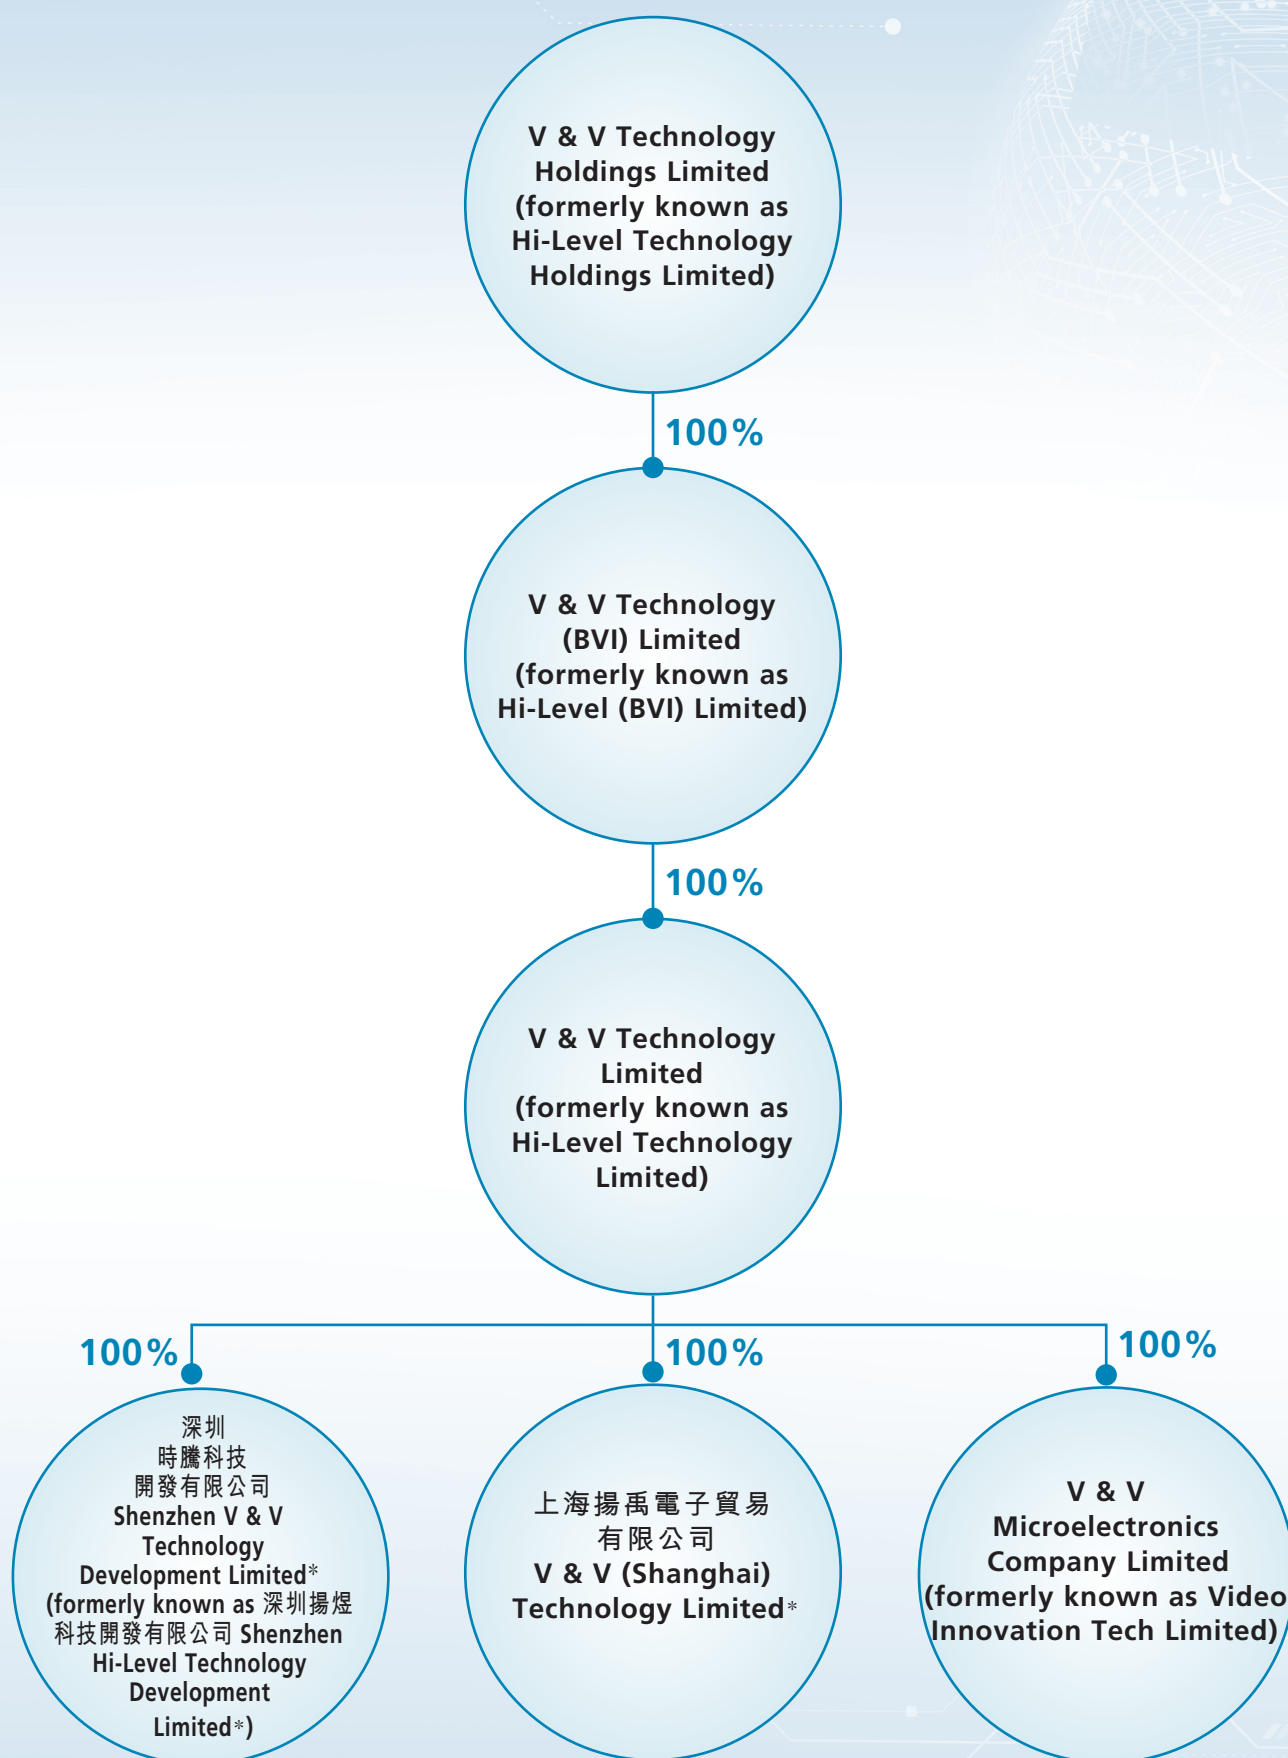 V & V Technology
Holdings Limited
(formerly known as
Hi-Level Technology
Holdings Limited)
100%
V & V Technology
(BVI) Limited
(formerly known as
Hi-Level (BVI) Limited)
100%
V & V Technology
Limited
(formerly known as
Hi-Level Technology
Limited)
100%
100%
100%
深圳
時騰科技
開發有限公司
Shenzhen V & V
Technology
Development Limited*
(formerly known as 深圳揚煜
科技開發有限公司 Shenzhen
Hi-Level Technology
Development
Limited*)
上海揚禹電子貿易
有限公司
V & V (Shanghai)
Technology Limited*
V & V
Microelectronics
Company Limited
(formerly known as Video
Innovation Tech Limited)